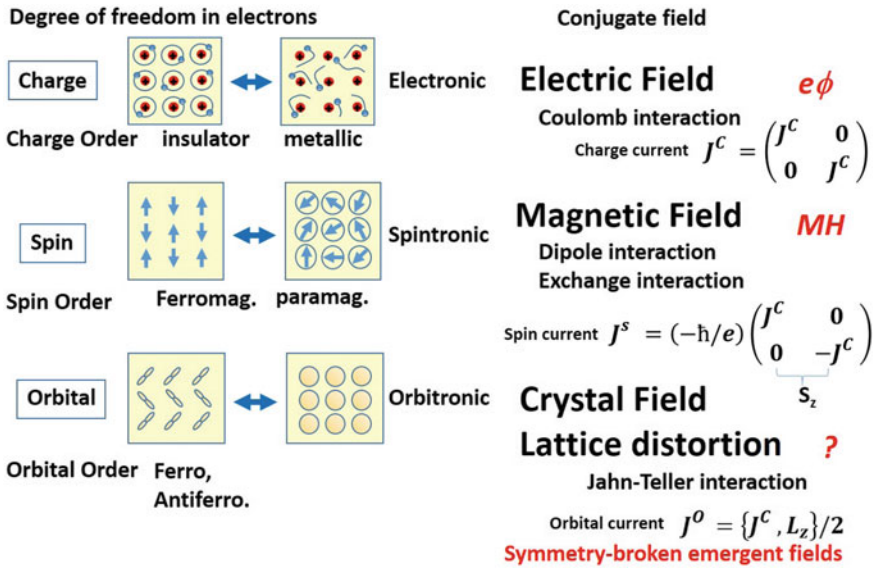 Degree of freedom in electrons
Charge
Electronic
Charge Order insulator metallic
Spin
Spintronic
Spin Order Ferromag. paramag.
Orbital
Orbitronic
Orbital Order Ferro,
Antiferro.
Conjugate field
Electric Field eϕ
Coulomb interaction
Charge current J^C = (J^C 0
0 J^C)
Magnetic Field MH
Dipole interaction
Exchange interaction
Spin current J^s = (−ħ/e) (J^C 0
0 −J^C)
S_z
Crystal Field
Lattice distortion ?
Jahn-Teller interaction
Orbital current J^O = {J^C, L_z}/2
Symmetry-broken emergent fields